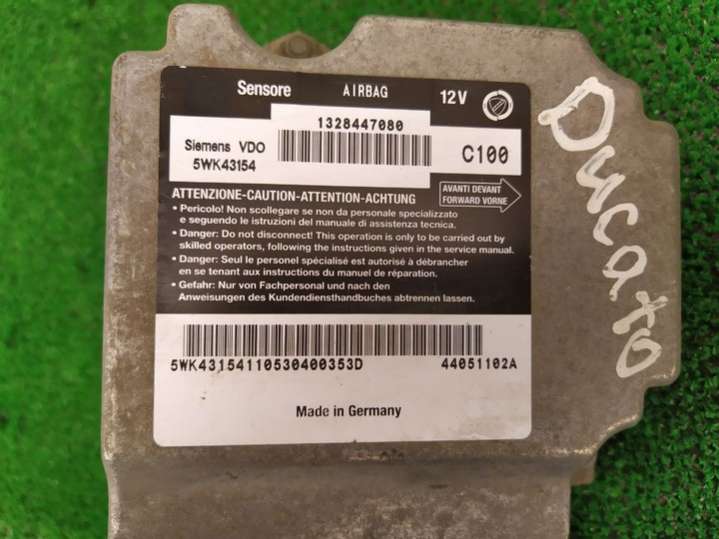 Sensore AIRBAG 12V
1328447080
Siemens VDO
5WK43154
C100
ATTENZIONE-CAUTION-ATTENTION-ACHTUNG
AVANTI DEVANT
FORWARD VORNE
• Pericolo! Non scollegare se non da personale specializzato
e seguendo le istruzioni del manuale di assistenza tecnica.
• Danger: Do not disconnect! This operation is only to be carried out by
skilled operators, following the instructions given in the service manual.
• Danger: Seul le personel spécialisé est autorisé à débrancher
en se tenant aux instructions du manuel de réparation.
• Gefahr: Nur von Fachpersonal und nach den
Anweisungen des Kundendiensthandbuches abtrennen lassen.
5WK43154110530400353D 44051102A
Made in Germany
Ducato